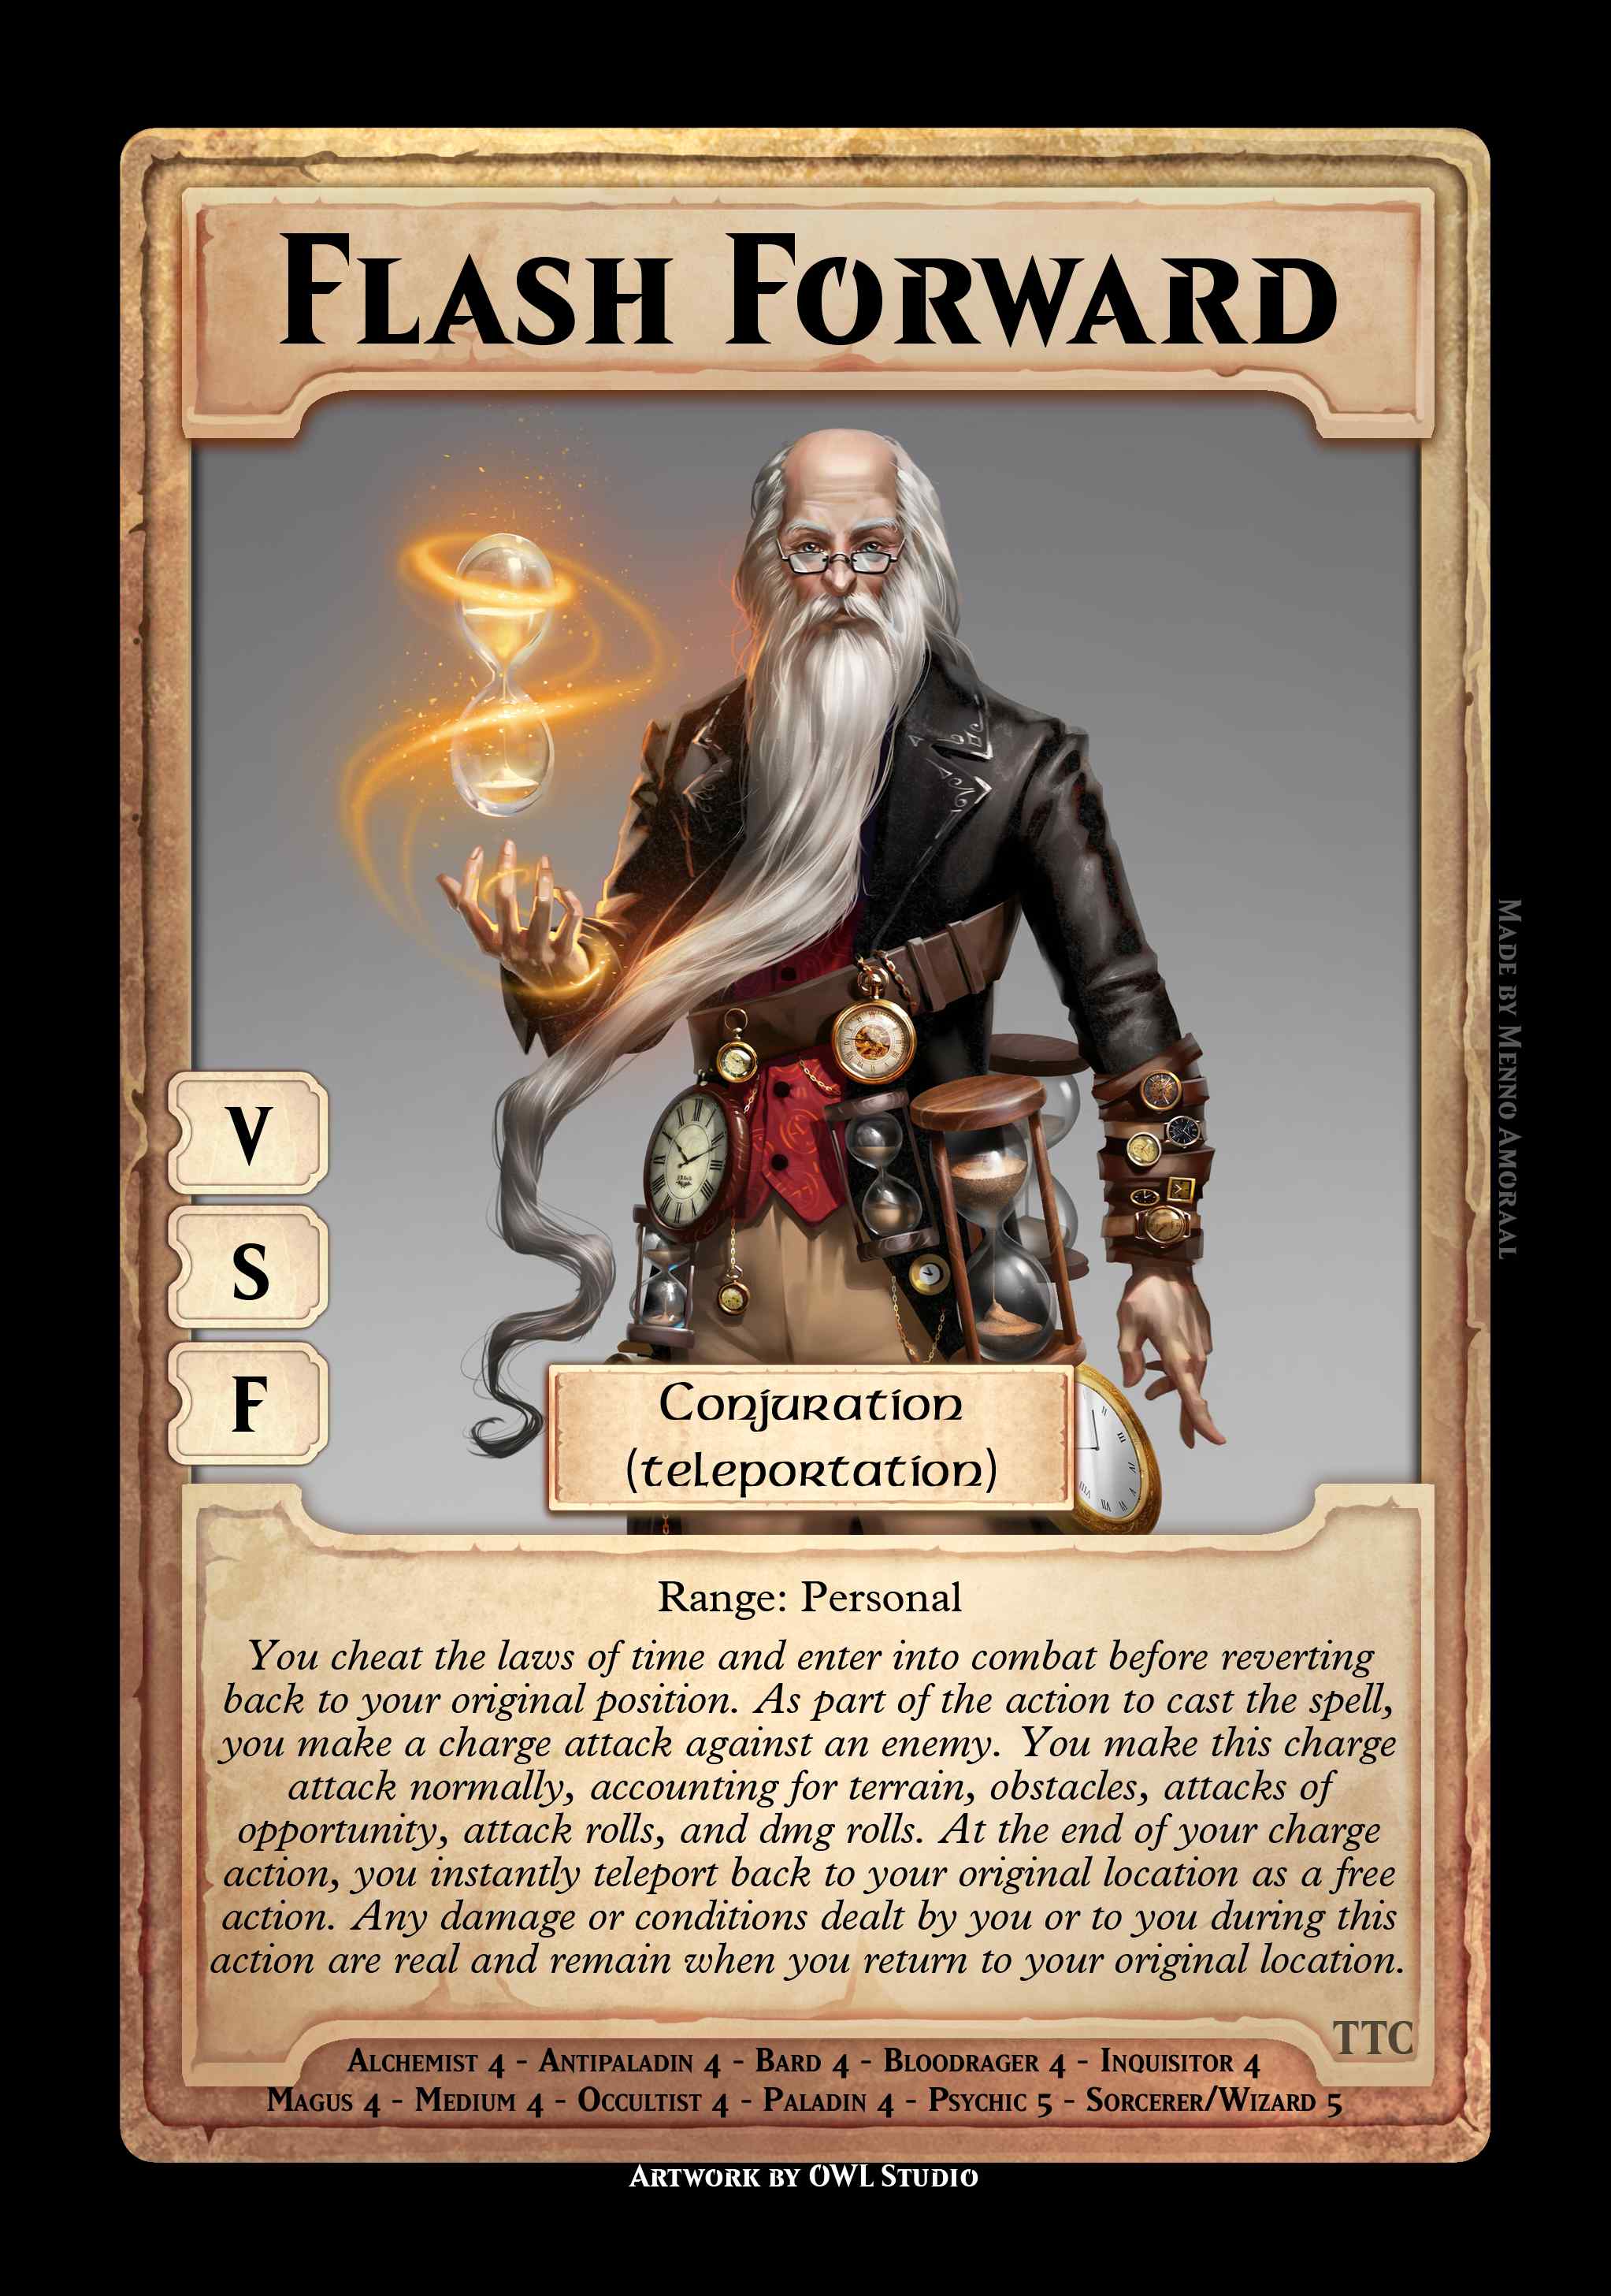 Flash Forward
V
S
F
Conjuration
(teleportation)
Range: Personal
You cheat the laws of time and enter into combat before reverting
back to your original position. As part of the action to cast the spell,
you make a charge attack against an enemy. You make this charge
attack normally, accounting for terrain, obstacles, attacks of
opportunity, attack rolls, and dmg rolls. At the end of your charge
action, you instantly teleport back to your original location as a free
action. Any damage or conditions dealt by you or to you during this
action are real and remain when you return to your original location.
TTC
Alchemist 4 - Antipaladin 4 - Bard 4 - Bloodrager 4 - Inquisitor 4
Magus 4 - Medium 4 - Occultist 4 - Paladin 4 - Psychic 5 - Sorcerer/Wizard 5
Artwork by OWL Studio
Made by Menno Amoraal